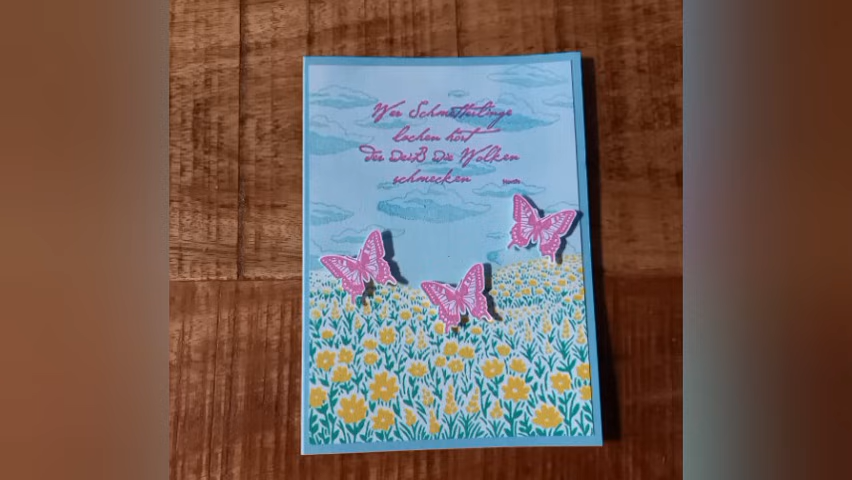 Wer Schmetterlinge
lachen hört
der weiß wie Wolken
schmecken